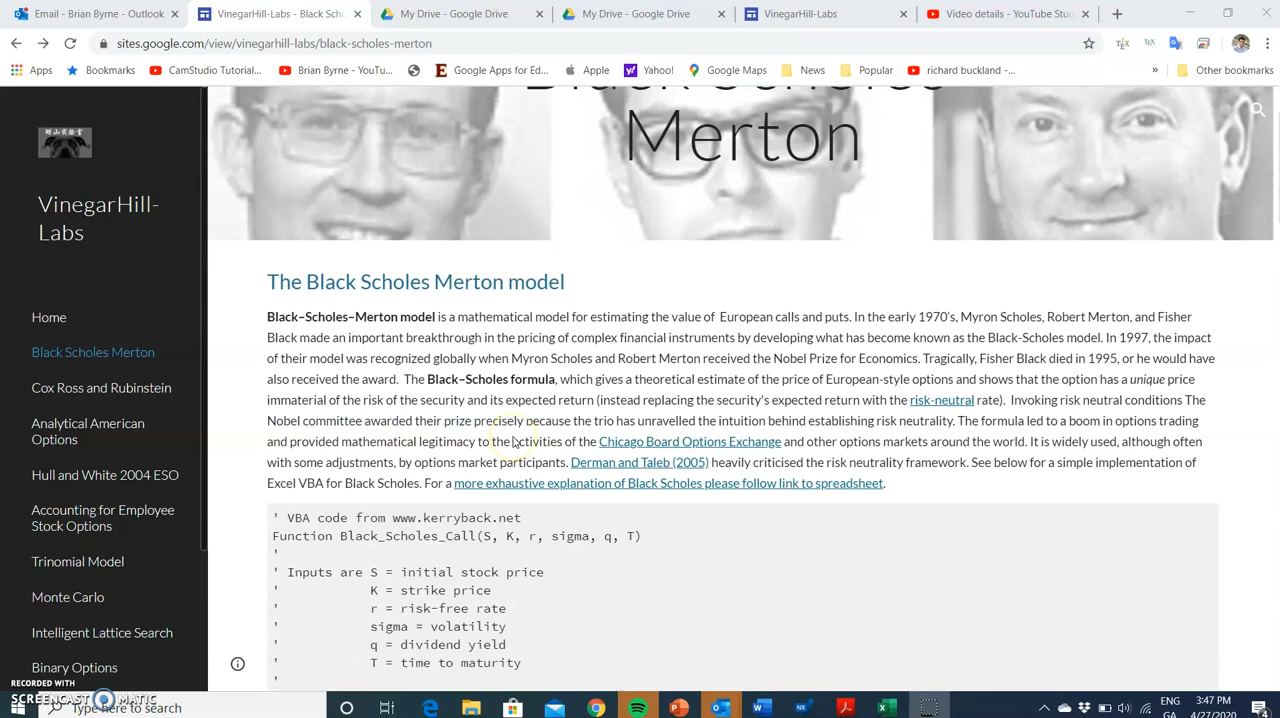 Email - Brian Byrne - Outlook
VinegarHill-Labs - Black Schol
My Drive - Google Drive
My Drive - Google Drive
VinegarHill-Labs
Video details - YouTube Stu
sites.google.com/view/vinegarhill-labs/black-scholes-merton
Apps
Bookmarks
CamStudio Tutorial...
Brian Byrne - YouTu...
Google Apps for Ed...
Apple
Yahoo!
Google Maps
News
Popular
richard buckland -...
»
Other bookmarks
Black Scholes
Merton
VinegarHill-
Labs
Home
Black Scholes Merton
Cox Ross and Rubinstein
Analytical American
Options
Hull and White 2004 ESO
Accounting for Employee
Stock Options
Trinomial Model
Monte Carlo
Intelligent Lattice Search
Binary Options
The Black Scholes Merton model
Black–Scholes–Merton model is a mathematical model for estimating the value of European calls and puts. In the early 1970's, Myron Scholes, Robert Merton, and Fisher
Black made an important breakthrough in the pricing of complex financial instruments by developing what has become known as the Black-Scholes model. In 1997, the impact
of their model was recognized globally when Myron Scholes and Robert Merton received the Nobel Prize for Economics. Tragically, Fisher Black died in 1995, or he would have
also received the award. The Black–Scholes formula, which gives a theoretical estimate of the price of European-style options and shows that the option has a unique price
immaterial of the risk of the security and its expected return (instead replacing the security's expected return with the risk-neutral rate). Invoking risk neutral conditions The
Nobel committee awarded their prize precisely because the trio has unravelled the intuition behind establishing risk neutrality. The formula led to a boom in options trading
and provided mathematical legitimacy to the activities of the Chicago Board Options Exchange and other options markets around the world. It is widely used, although often
with some adjustments, by options market participants. Derman and Taleb (2005) heavily criticised the risk neutrality framework. See below for a simple implementation of
Excel VBA for Black Scholes. For a more exhaustive explanation of Black Scholes please follow link to spreadsheet.
' VBA code from www.kerryback.net
Function Black_Scholes_Call(S, K, r, sigma, q, T)
'
' Inputs are S = initial stock price
' K = strike price
' r = risk-free rate
' sigma = volatility
' q = dividend yield
' T = time to maturity
'
RECORDED WITH
SCREENCAST MATIC
Type here to search
ENG
GA
3:47 PM
4/27/2020